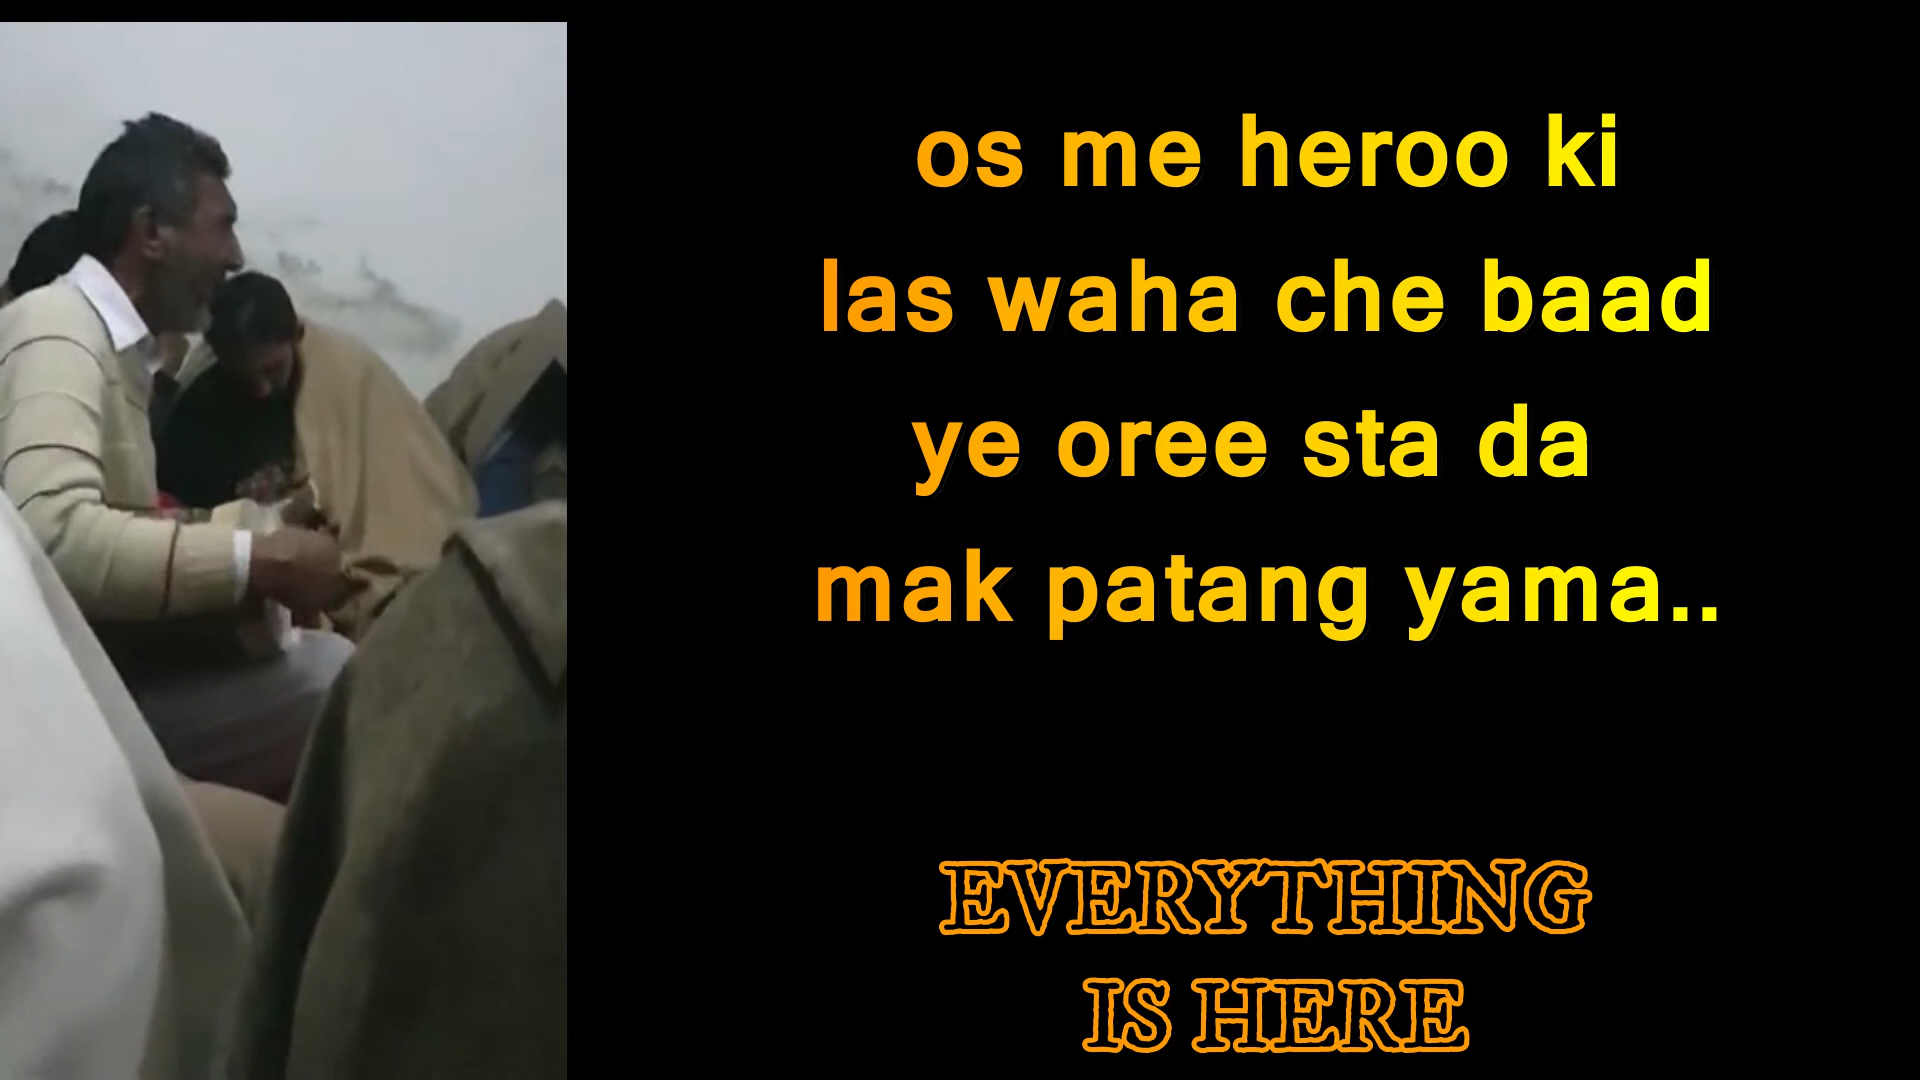 os me heroo ki
las waha che baad
ye oree sta da
mak patang yama..
EVERYTHING
IS HERE